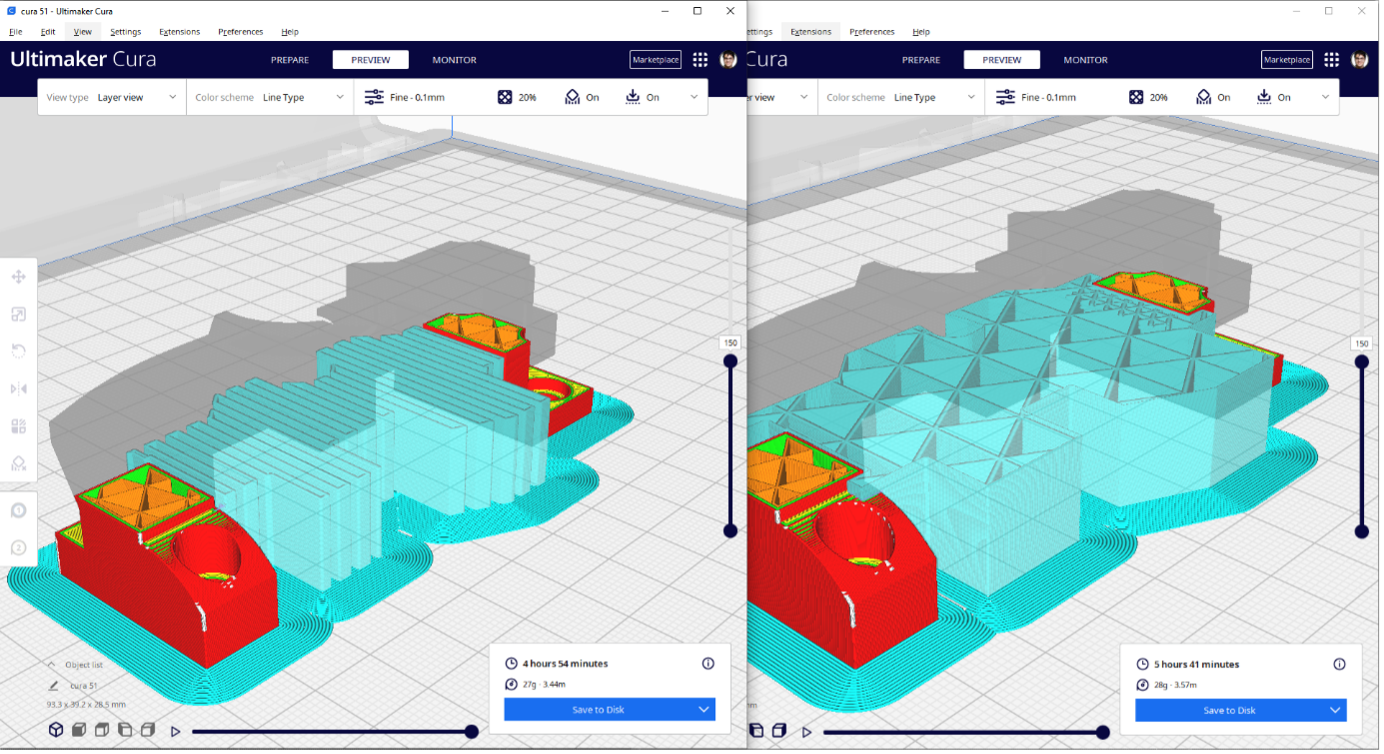 cura 51 - Ultimaker Cura
File Edit View Settings Extensions Preferences Help
Ultimaker Cura PREPARE PREVIEW MONITOR Marketplace
View type Layer view Color scheme Line Type Fine - 0.1mm 20% On On
150
Object list
cura 51
93.3 x 39.2 x 28.5 mm
4 hours 54 minutes
27g · 3.44m
Save to Disk
ettings Extensions Preferences Help
Cura PREPARE PREVIEW MONITOR Marketplace
r view Color scheme Line Type Fine - 0.1mm 20% On On
150
5 hours 41 minutes
28g · 3.57m
Save to Disk